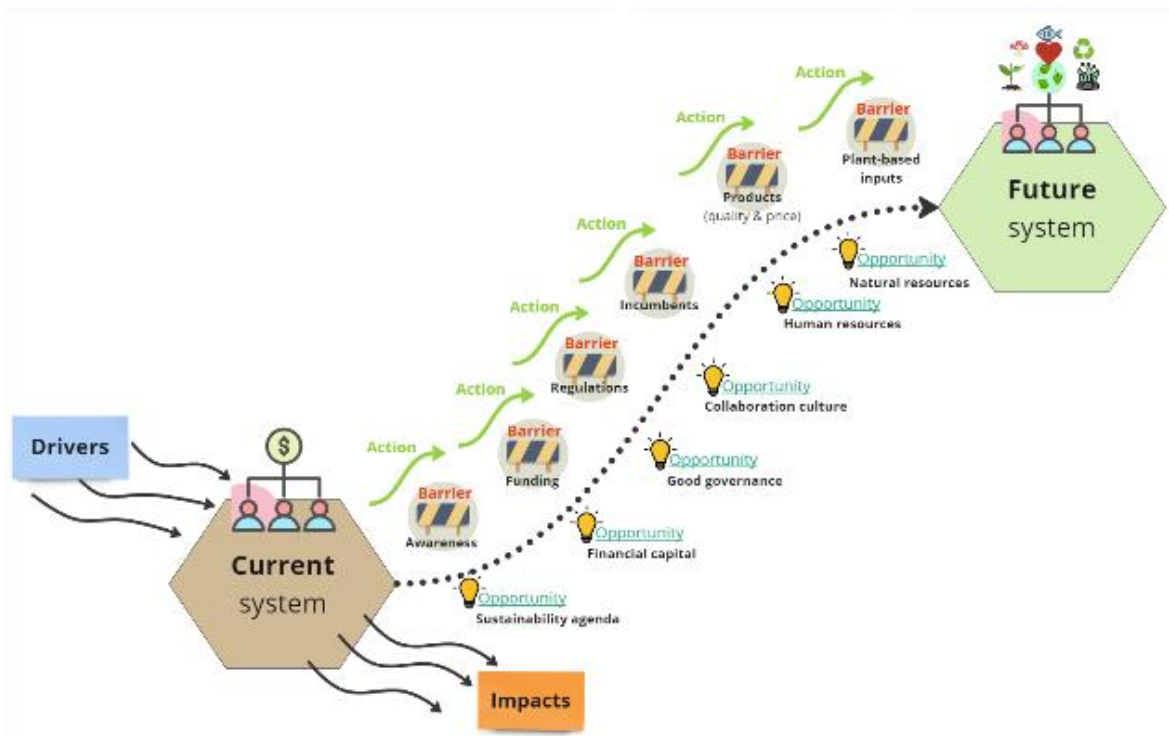 Action
Barrier
Plant-based
inputs
Action
Barrier
Products
(quality & price)
Future
system
Action
Barrier
Incumbents
Opportunity
Natural resources
Opportunity
Human resources
Action
Barrier
Regulations
Opportunity
Collaboration culture
Action
Barrier
Funding
Opportunity
Good governance
Drivers
$
Action
Barrier
Awareness
Opportunity
Financial capital
Current
system
Opportunity
Sustainability agenda
Impacts